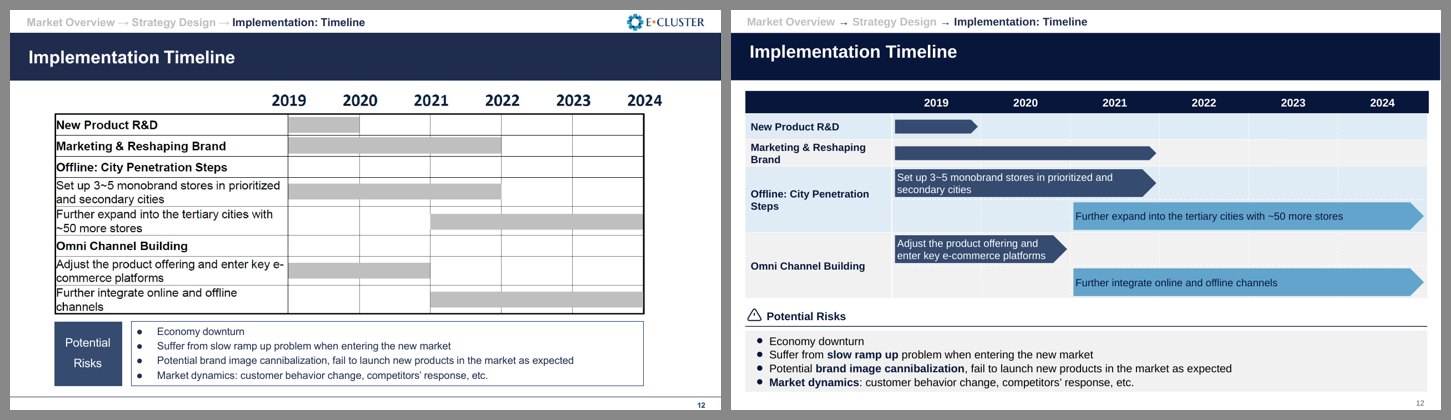 Market Overview → Strategy Design → Implementation: Timeline
E•CLUSTER
Implementation Timeline
2019 2020 2021 2022 2023 2024
New Product R&D
Marketing & Reshaping Brand
Offline: City Penetration Steps
Set up 3~5 monobrand stores in prioritized
and secondary cities
Further expand into the tertiary cities with
~50 more stores
Omni Channel Building
Adjust the product offering and enter key e-
commerce platforms
Further integrate online and offline
channels
Potential
Risks
● Economy downturn
● Suffer from slow ramp up problem when entering the new market
● Potential brand image cannibalization, fail to launch new products in the market as expected
● Market dynamics: customer behavior change, competitors’ response, etc.
12
Market Overview → Strategy Design → Implementation: Timeline
Implementation Timeline
2019 2020 2021 2022 2023 2024
New Product R&D
Marketing & Reshaping
Brand
Offline: City Penetration
Steps
Set up 3~5 monobrand stores in prioritized and
secondary cities
Further expand into the tertiary cities with ~50 more stores
Omni Channel Building
Adjust the product offering and
enter key e-commerce platforms
Further integrate online and offline channels
Potential Risks
● Economy downturn
● Suffer from slow ramp up problem when entering the new market
● Potential brand image cannibalization, fail to launch new products in the market as expected
● Market dynamics: customer behavior change, competitors’ response, etc.
12